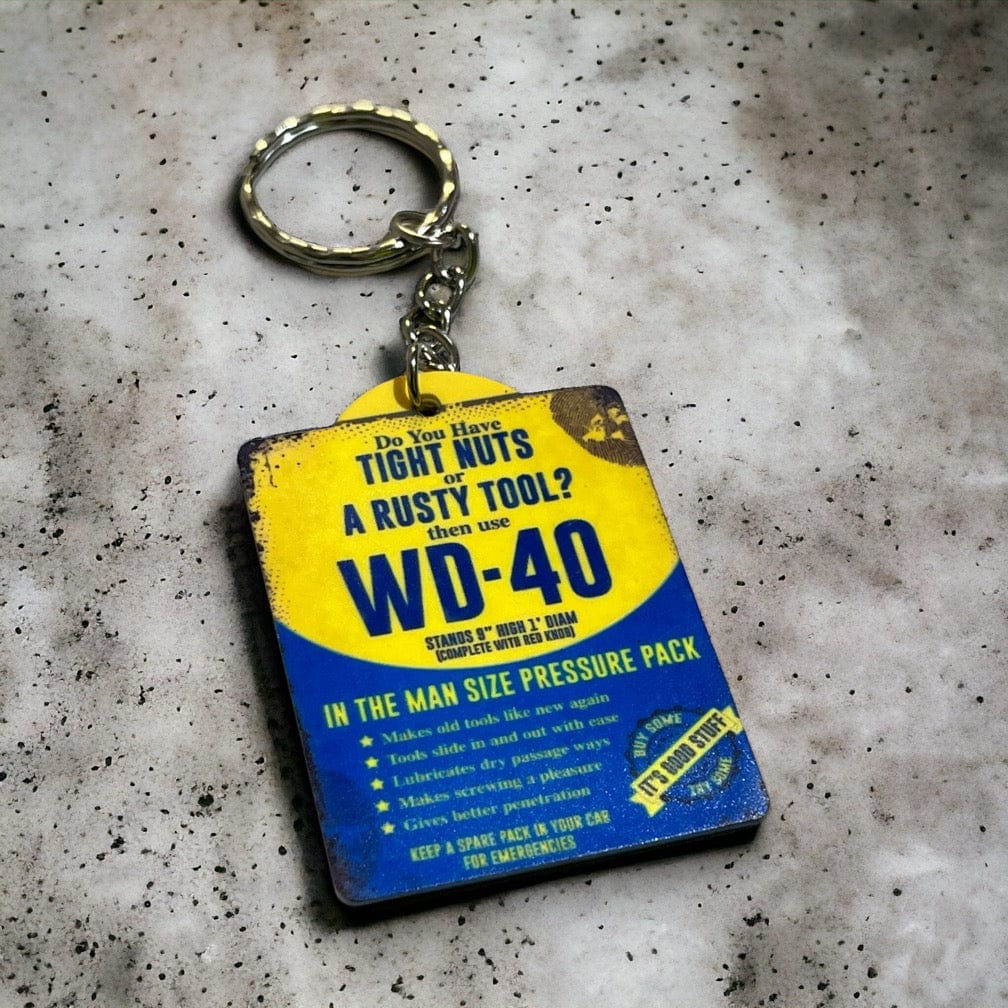 Do You Have
TIGHT NUTS
or
A RUSTY TOOL?
then use
WD-40
STANDS 9" HIGH 1" DIAM
(COMPLETE WITH RED KNOB)
IN THE MAN SIZE PRESSURE PACK
★ Makes old tools like new again
★ Tools slide in and out with ease
★ Lubricates dry passage ways
★ Makes screwing a pleasure
★ Gives better penetration
BUY SOME
IT'S GOOD STUFF
TRY SOME
KEEP A SPARE PACK IN YOUR CAR
FOR EMERGENCIES